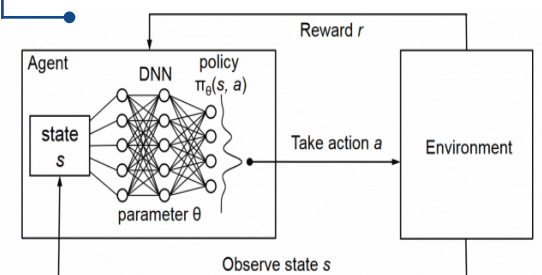 Reward r
Agent
DNN
policy
πθ(s, a)
state
s
Take action a
Environment
parameter θ
Observe state s